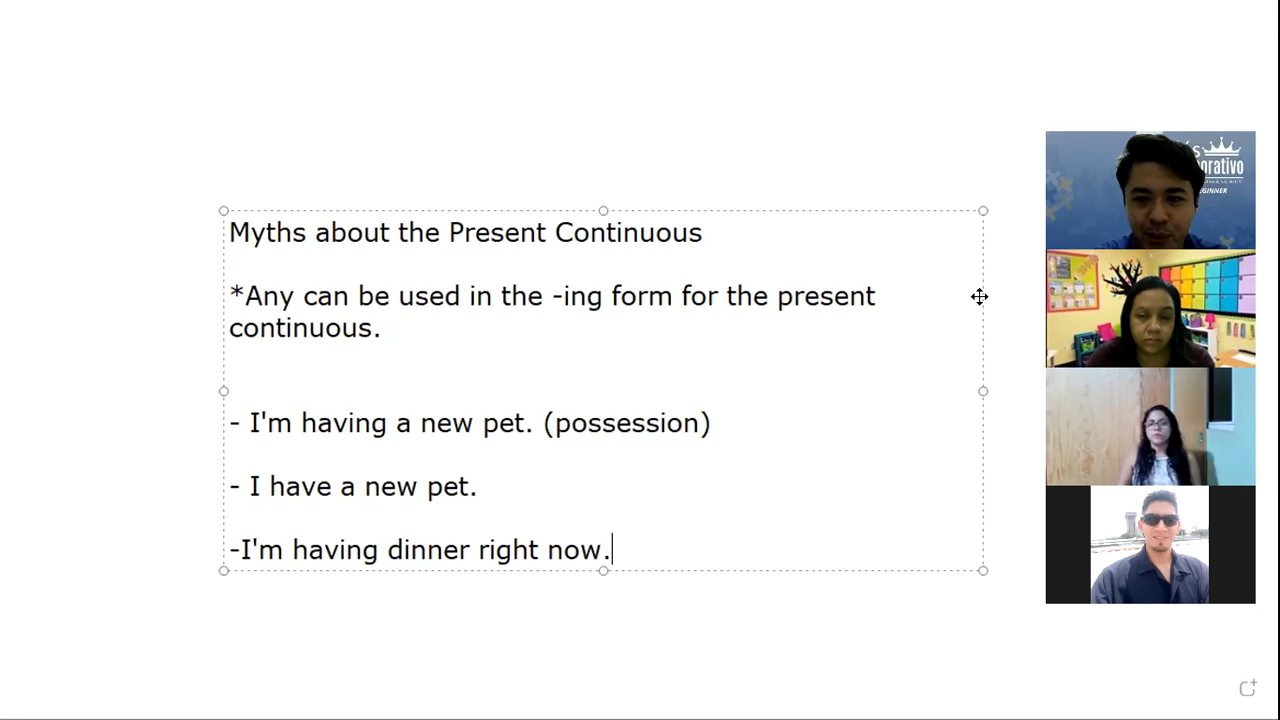 Myths about the Present Continuous
*Any can be used in the -ing form for the present
continuous.
- I'm having a new pet. (possession)
- I have a new pet.
-I'm having dinner right now.
orativo